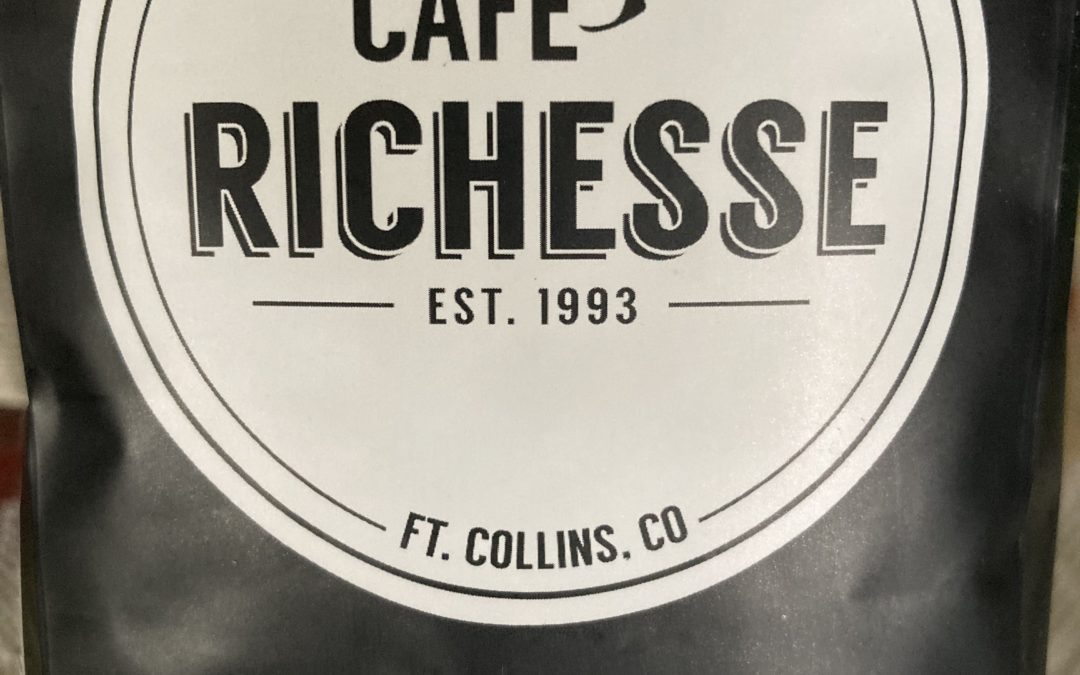 CAFE
RICHESSE
EST. 1993
FT. COLLINS, CO